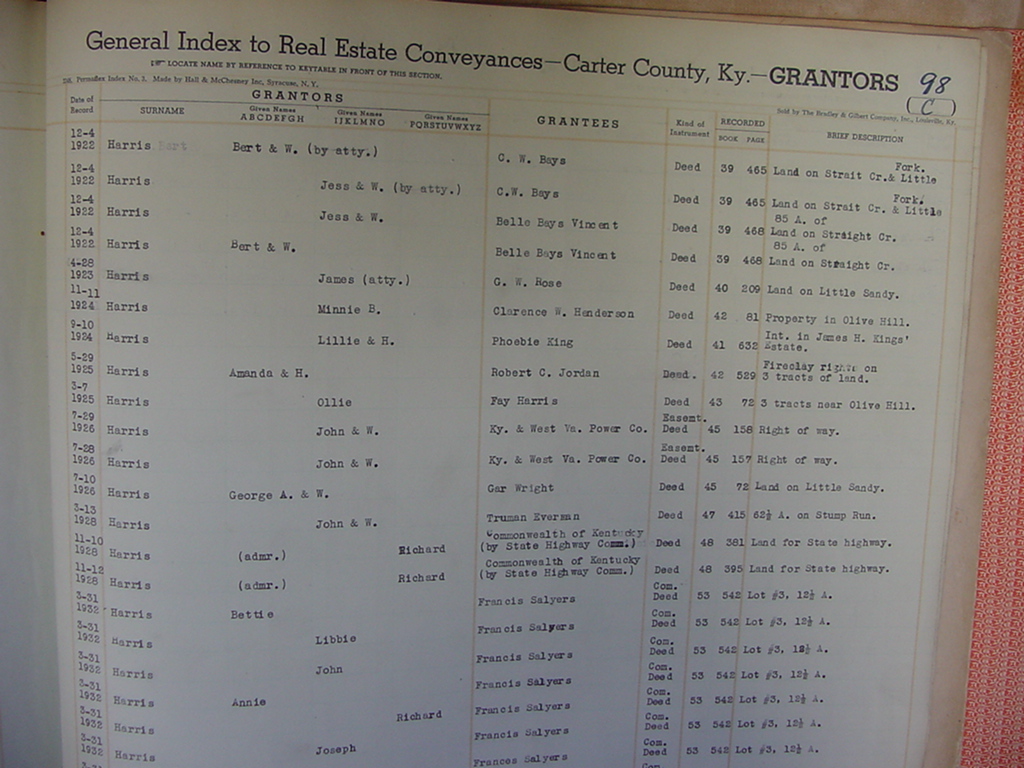 General Index to Real Estate Conveyances—Carter County, Ky.—GRANTORS 98
LOCATE NAME BY REFERENCE TO KEYTABLE IN FRONT OF THIS SECTION. (C)
Permaflex Index No. 3. Made by Hall & McChesney Inc, Syracuse, N. Y. Sold by The Bradley & Gilbert Company, Inc., Louisville, Ky.
Date of Record GRANTORS GRANTEES Kind of Instrument RECORDED BRIEF DESCRIPTION
SURNAME Given Names ABCDEFGH Given Names IJKLMNO Given Names PQRSTUVWXYZ BOOK PAGE
12-4 1922 Harris Bert & W. (by atty.) C. W. Bays Deed 39 465 Land on Strait Cr.& Little Fork.
12-4 1922 Harris Jess & W. (by atty.) C.W. Bays Deed 39 465 Land on Strait Cr. & Little Fork.
12-4 1922 Harris Jess & W. Belle Bays Vincent Deed 39 468 85 A. of Land on Straight Cr.
12-4 1922 Harris Bert & W. Belle Bays Vincent Deed 39 468 85 A. of Land on Straight Cr.
4-28 1923 Harris James (atty.) G. W. Rose Deed 40 209 Land on Little Sandy.
11-11 1924 Harris Minnie B. Clarence W. Henderson Deed 42 81 Property in Olive Hill.
9-10 1924 Harris Lillie & H. Phoebie King Deed 41 632 Int. in James H. Kings' Estate.
5-29 1925 Harris Amanda & H. Robert C. Jordan Deed. 42 529 Fireclay rights on 3 tracts of land.
3-7 1925 Harris Ollie Fay Harris Deed 43 72 3 tracts near Olive Hill.
7-29 1926 Harris John & W. Ky. & West Va. Power Co. Easemt. Deed 45 158 Right of way.
7-28 1926 Harris John & W. Ky. & West Va. Power Co. Easemt. Deed 45 157 Right of way.
7-10 1926 Harris George A. & W. Gar Wright Deed 45 72 Land on Little Sandy.
3-13 1928 Harris John & W. Truman Everman Deed 47 415 62½ A. on Stump Run.
11-10 1928 Harris (admr.) Richard Commonwealth of Kentucky (by State Highway Comm.) Deed 48 381 Land for State highway.
11-12 1928 Harris (admr.) Richard Commonwealth of Kentucky (by State Highway Comm.) Deed 48 395 Land for State highway.
3-31 1932 Harris Bettie Francis Salyers Com. Deed 53 542 Lot #3, 12½ A.
3-31 1932 Harris Libbie Francis Salyers Com. Deed 53 542 Lot #3, 12½ A.
3-31 1932 Harris John Francis Salyers Com. Deed 53 542 Lot #3, 12½ A.
3-31 1932 Harris Annie Francis Salyers Com. Deed 53 542 Lot #3, 12½ A.
3-31 1932 Harris Richard Francis Salyers Com. Deed 53 542 Lot #3, 12½ A.
3-31 1932 Harris Joseph Francis Salyers Com. Deed 53 542 Lot #3, 12½ A.
Frances Salyers Com.